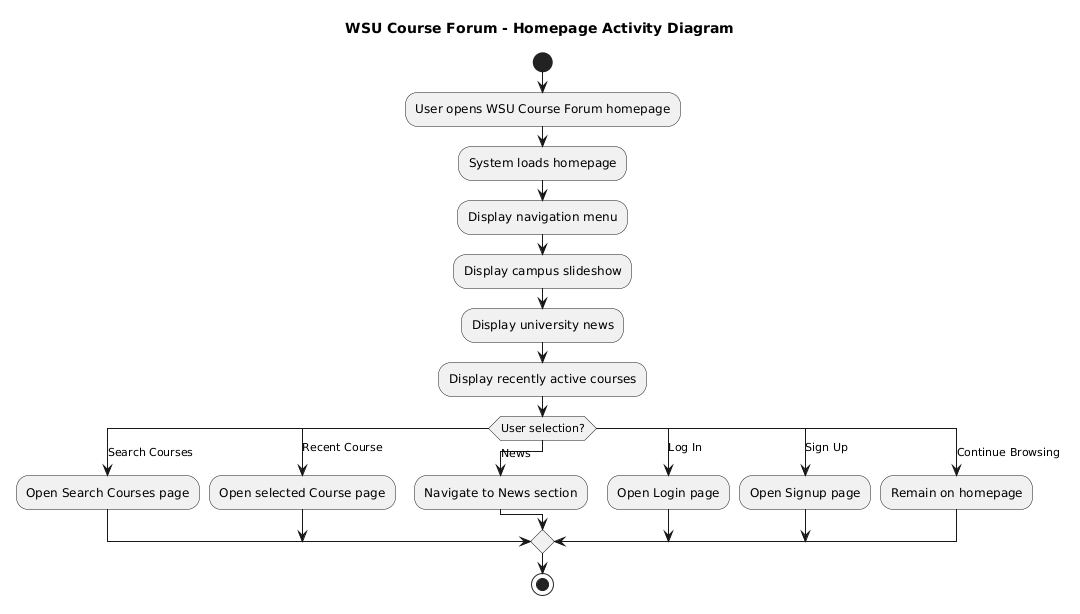 WSU Course Forum - Homepage Activity Diagram
User opens WSU Course Forum homepage
System loads homepage
Display navigation menu
Display campus slideshow
Display university news
Display recently active courses
User selection?
Search Courses
Recent Course
News
Log In
Sign Up
Continue Browsing
Open Search Courses page
Open selected Course page
Navigate to News section
Open Login page
Open Signup page
Remain on homepage